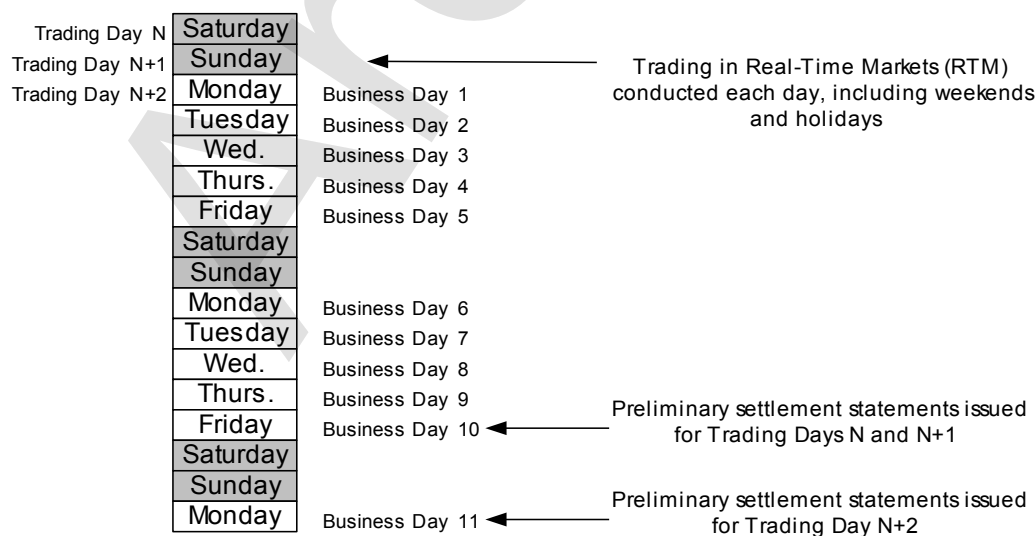 Trading Day N Saturday
Trading Day N+1 Sunday
Trading Day N+2 Monday Business Day 1
Tuesday Business Day 2
Wed. Business Day 3
Thurs. Business Day 4
Friday Business Day 5
Saturday
Sunday
Monday Business Day 6
Tuesday Business Day 7
Wed. Business Day 8
Thurs. Business Day 9
Friday Business Day 10
Saturday
Sunday
Monday Business Day 11
Trading in Real-Time Markets (RTM)
conducted each day, including weekends
and holidays
Preliminary settlement statements issued
for Trading Days N and N+1
Preliminary settlement statements issued
for Trading Day N+2